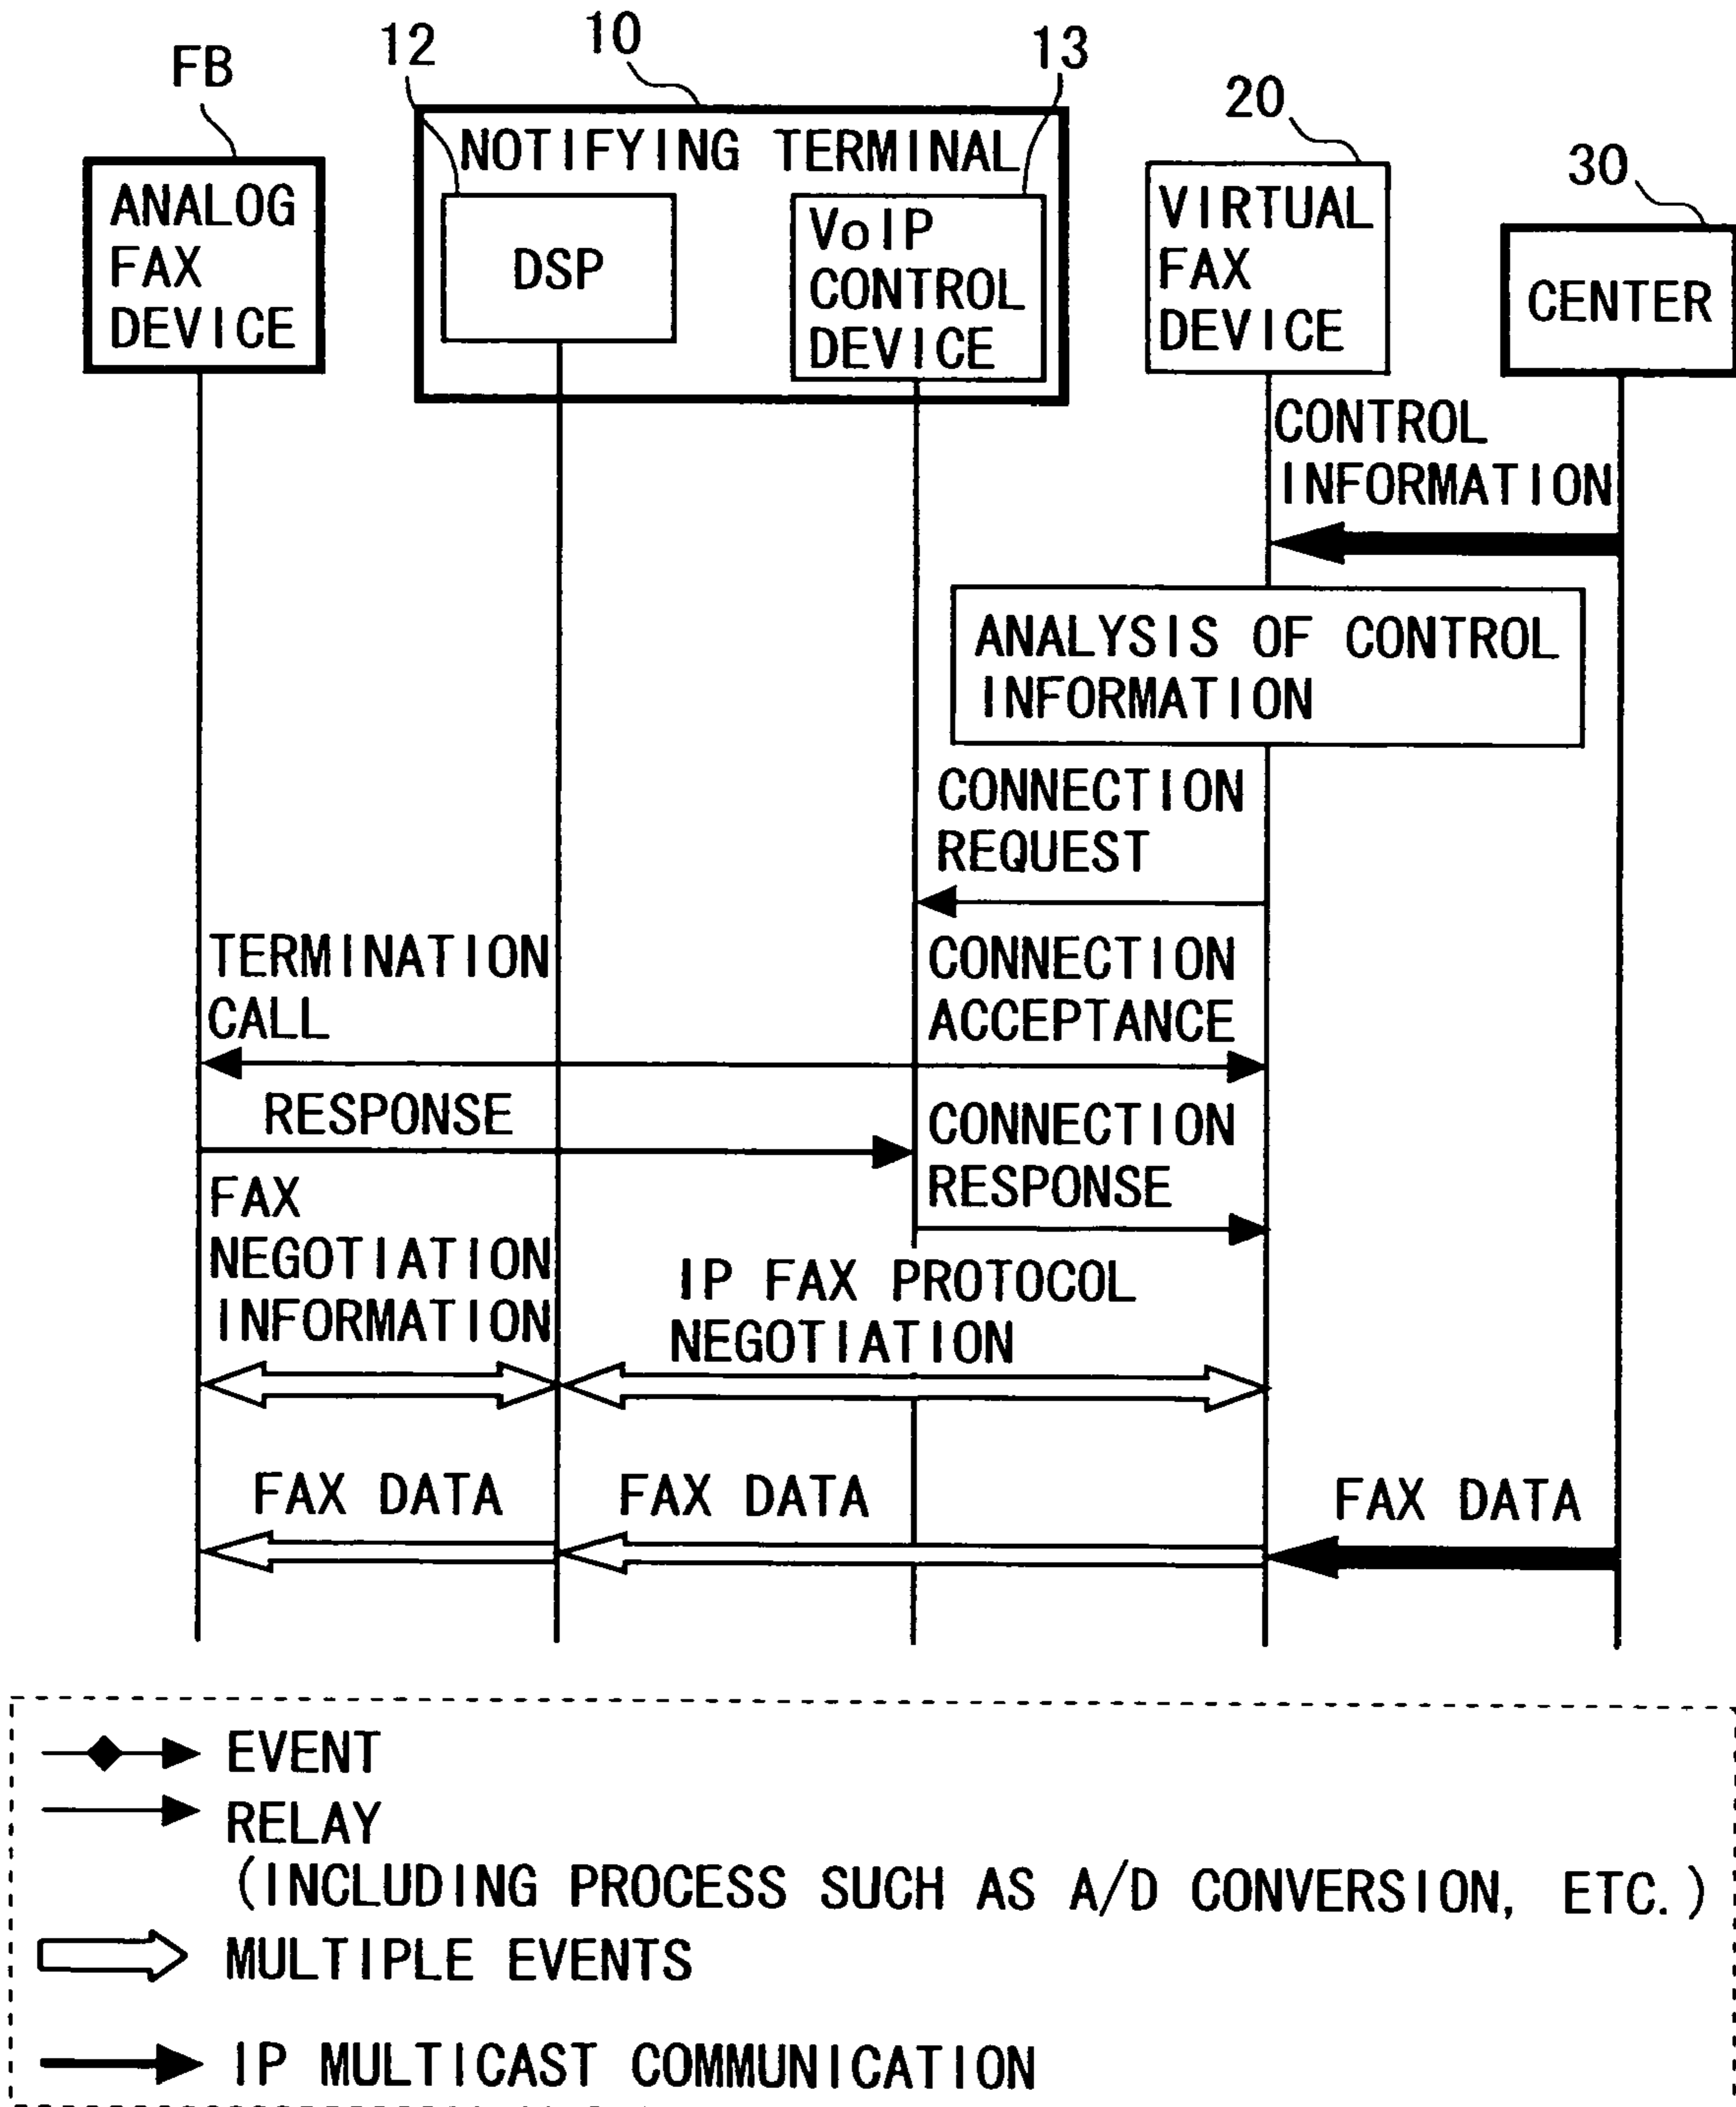 FB
12
10
13
20
30
ANALOG
FAX
DEVICE
NOTIFYING TERMINAL
DSP
VoIP
CONTROL
DEVICE
VIRTUAL
FAX
DEVICE
CENTER
CONTROL
INFORMATION
ANALYSIS OF CONTROL
INFORMATION
CONNECTION
REQUEST
TERMINATION
CALL
CONNECTION
ACCEPTANCE
RESPONSE
CONNECTION
RESPONSE
FAX
NEGOTIATION
INFORMATION
IP FAX PROTOCOL
NEGOTIATION
FAX DATA
FAX DATA
FAX DATA
EVENT
RELAY
(INCLUDING PROCESS SUCH AS A/D CONVERSION, ETC.)
MULTIPLE EVENTS
IP MULTICAST COMMUNICATION